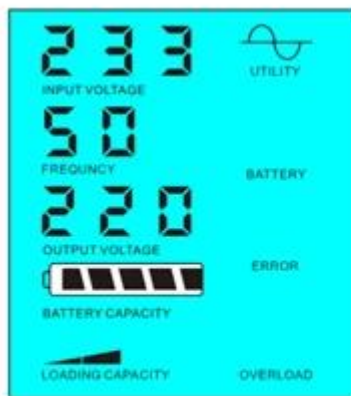 233
INPUT VOLTAGE
UTILITY
50
FREQUNCY
BATTERY
220
OUTPUT VOLTAGE
ERROR
BATTERY CAPACITY
LOADING CAPACITY
OVERLOAD